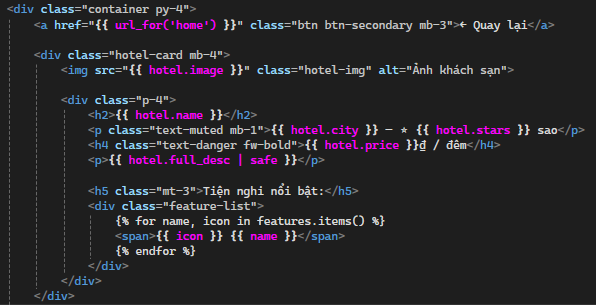 <div class="container py-4">
<a href="{{ url_for('home') }}" class="btn btn-secondary mb-3">← Quay lại</a>
<div class="hotel-card mb-4">
<img src="{{ hotel.image }}" class="hotel-img" alt="Ảnh khách sạn">
<div class="p-4">
<h2>{{ hotel.name }}</h2>
<p class="text-muted mb-1">{{ hotel.city }} - ★ {{ hotel.stars }} sao</p>
<h4 class="text-danger fw-bold">{{ hotel.price }}₫ / đêm</h4>
<p>{{ hotel.full_desc | safe }}</p>
<h5 class="mt-3">Tiện nghi nổi bật:</h5>
<div class="feature-list">
{% for name, icon in features.items() %}
<span>{{ icon }} {{ name }}</span>
{% endfor %}
</div>
</div>
</div>